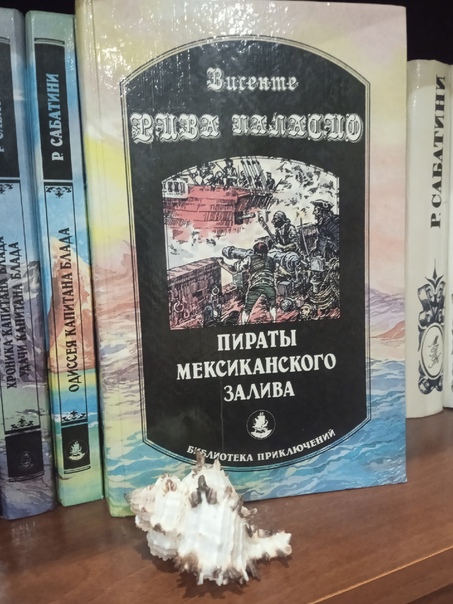 Висенте
РИВА ПАЛАСИО
ПИРАТЫ
МЕКСИКАНСКОГО
ЗАЛИВА
БИБЛИОТЕКА ПРИКЛЮЧЕНИЙ
ХРОНИКА КАПИТАНА БЛАДА
УДАЧИ КАПИТАНА БЛАДА
Р. САБАТИНИ
ОДИССЕЯ КАПИТАНА БЛАДА
Р. САБАТИНИ